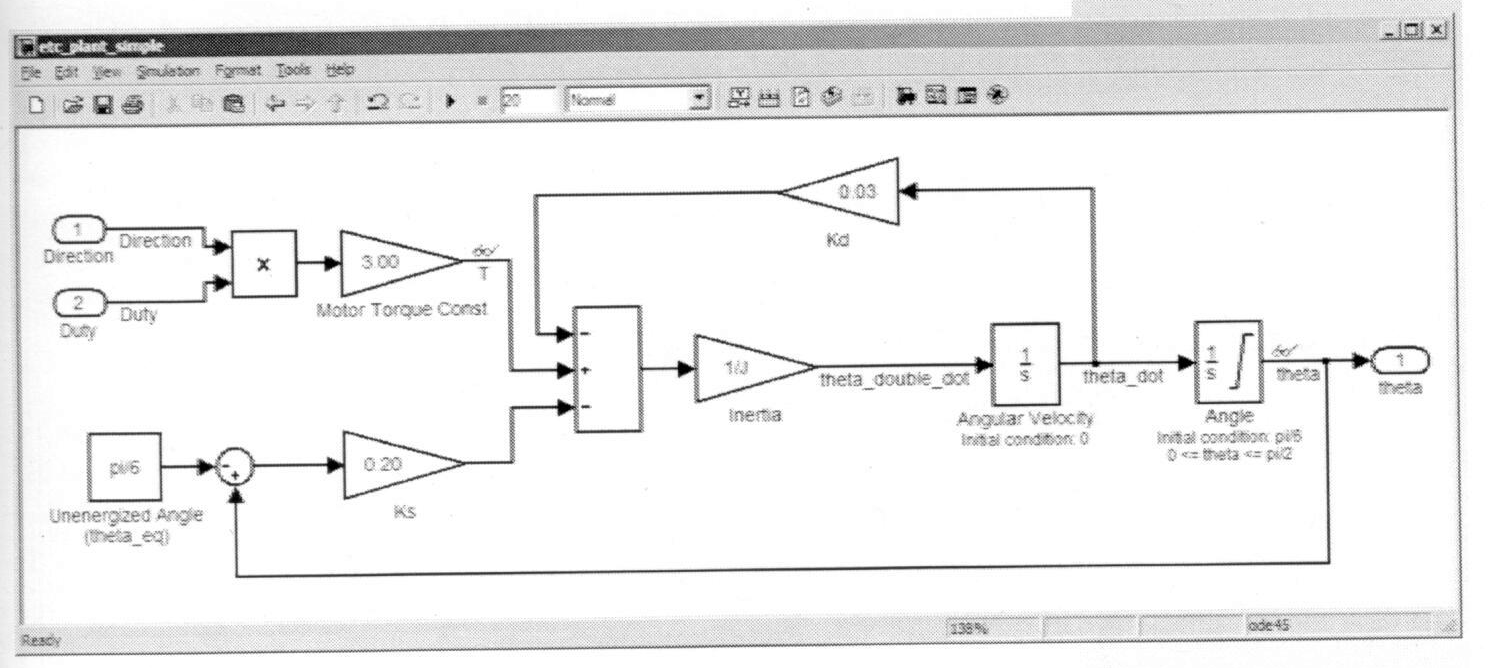 etc_plant_simple
File Edit View Simulation Format Tools Help
20 Normal
0.03
Kd
1
Direction
Direction
x
3.00
T
Motor Torque Const
2
Duty
Duty
-
+
-
1/J
Inertia
theta_double_dot
1
s
Angular Velocity
Initial condition: 0
theta_dot
1
s
Angle
Initial condition: pi/6
0 <= theta <= pi/2
theta
1
theta
pi/6
Unenergized Angle
(theta_eq)
-
+
0.20
Ks
Ready
138%
ode45